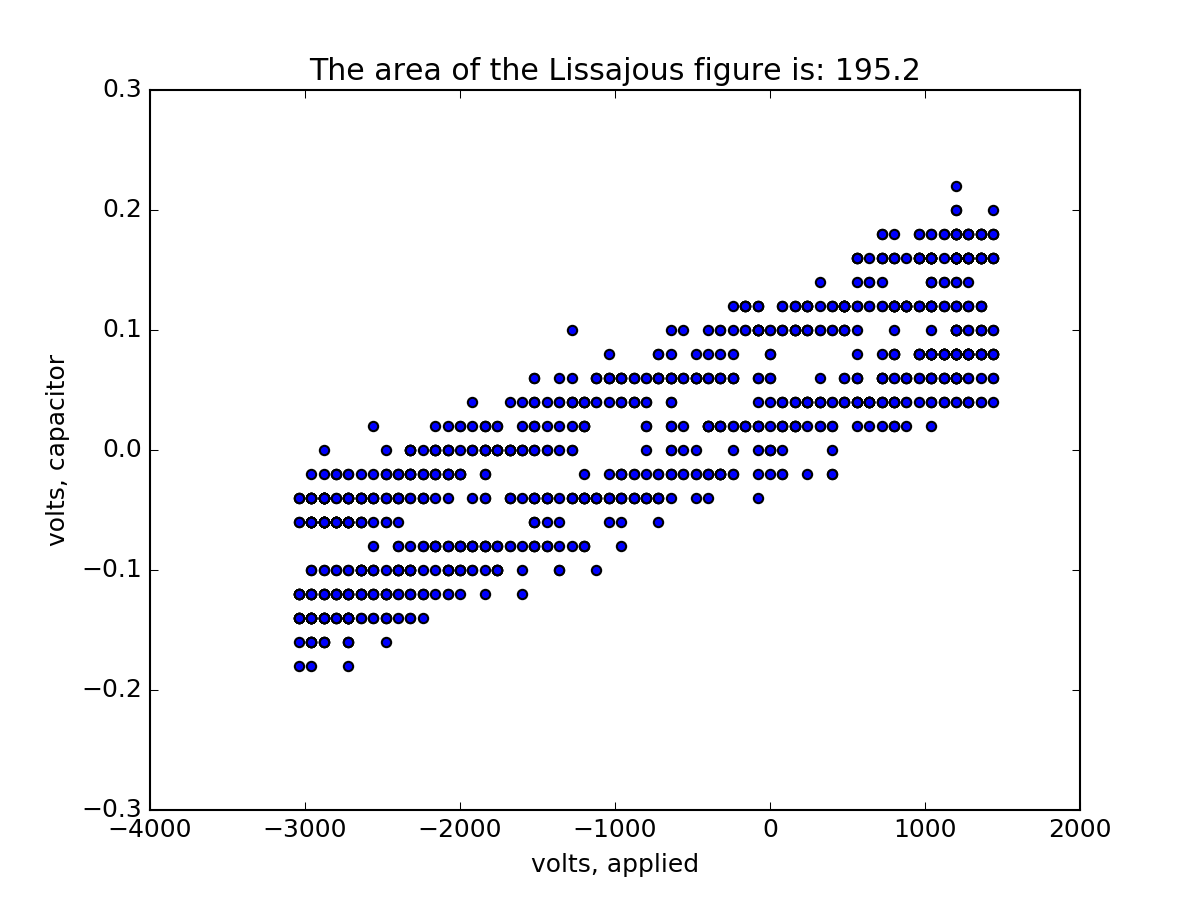 The area of the Lissajous figure is: 195.2
0.3
0.2
0.1
0.0
−0.1
−0.2
−0.3
volts, capacitor
−4000 −3000 −2000 −1000 0 1000 2000
volts, applied